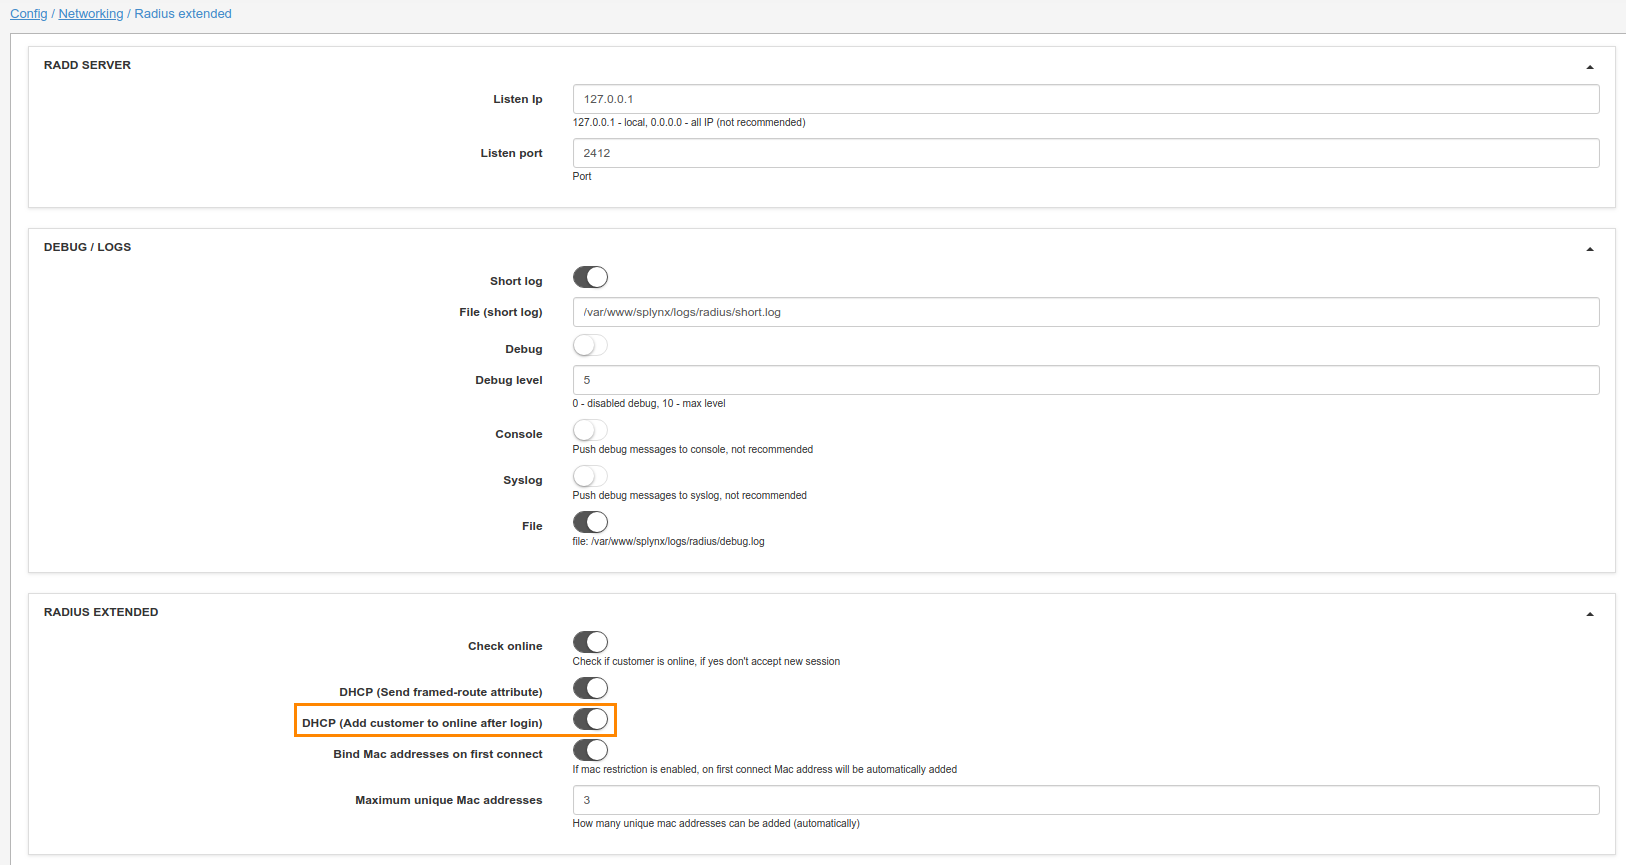 Config / Networking / Radius extended
RADD SERVER
Listen Ip
127.0.0.1
127.0.0.1 - local, 0.0.0.0 - all IP (not recommended)
Listen port
2412
Port
DEBUG / LOGS
Short log
File (short log)
/var/www/splynx/logs/radius/short.log
Debug
Debug level
5
0 - disabled debug, 10 - max level
Console
Push debug messages to console, not recommended
Syslog
Push debug messages to syslog, not recommended
File
file: /var/www/splynx/logs/radius/debug.log
RADIUS EXTENDED
Check online
Check if customer is online, if yes don't accept new session
DHCP (Send framed-route attribute)
DHCP (Add customer to online after login)
Bind Mac addresses on first connect
If mac restriction is enabled, on first connect Mac address will be automatically added
Maximum unique Mac addresses
3
How many unique mac addresses can be added (automatically)